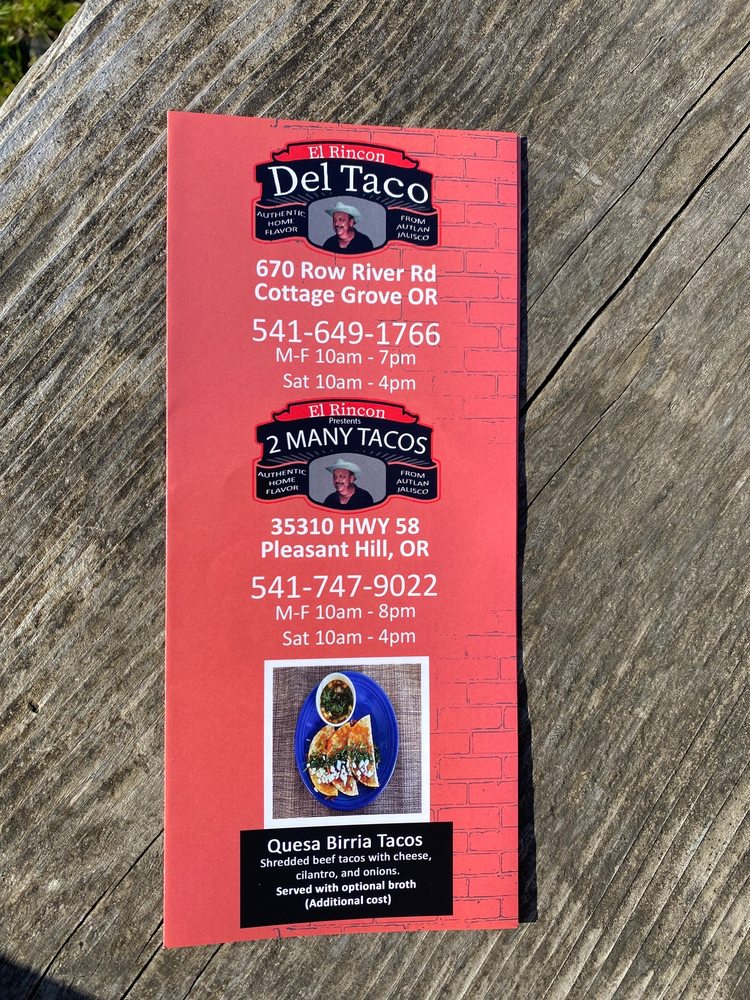 El Rincon
Del Taco
AUTHENTIC
HOME
FLAVOR
FROM
AUTLAN
JALISCO
670 Row River Rd
Cottage Grove OR
541-649-1766
M-F 10am - 7pm
Sat 10am - 4pm
El Rincon
Prestents
2 MANY TACOS
AUTHENTIC
HOME
FLAVOR
FROM
AUTLAN
JALISCO
35310 HWY 58
Pleasant Hill, OR
541-747-9022
M-F 10am - 8pm
Sat 10am - 4pm
Quesa Birria Tacos
Shredded beef tacos with cheese,
cilantro, and onions.
Served with optional broth
(Additional cost)